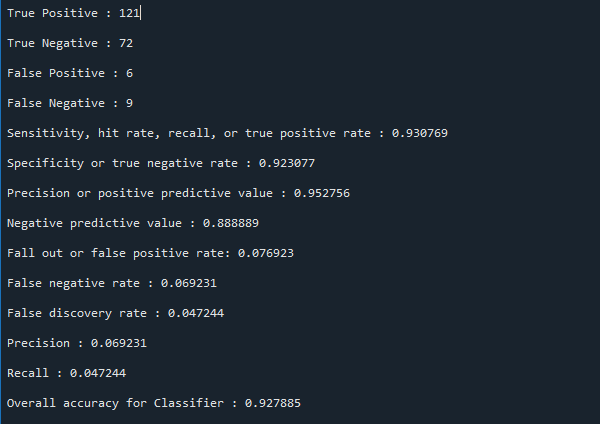 True Positive : 121
True Negative : 72
False Positive : 6
False Negative : 9
Sensitivity, hit rate, recall, or true positive rate : 0.930769
Specificity or true negative rate : 0.923077
Precision or positive predictive value : 0.952756
Negative predictive value : 0.888889
Fall out or false positive rate: 0.076923
False negative rate : 0.069231
False discovery rate : 0.047244
Precision : 0.069231
Recall : 0.047244
Overall accuracy for Classifier : 0.927885